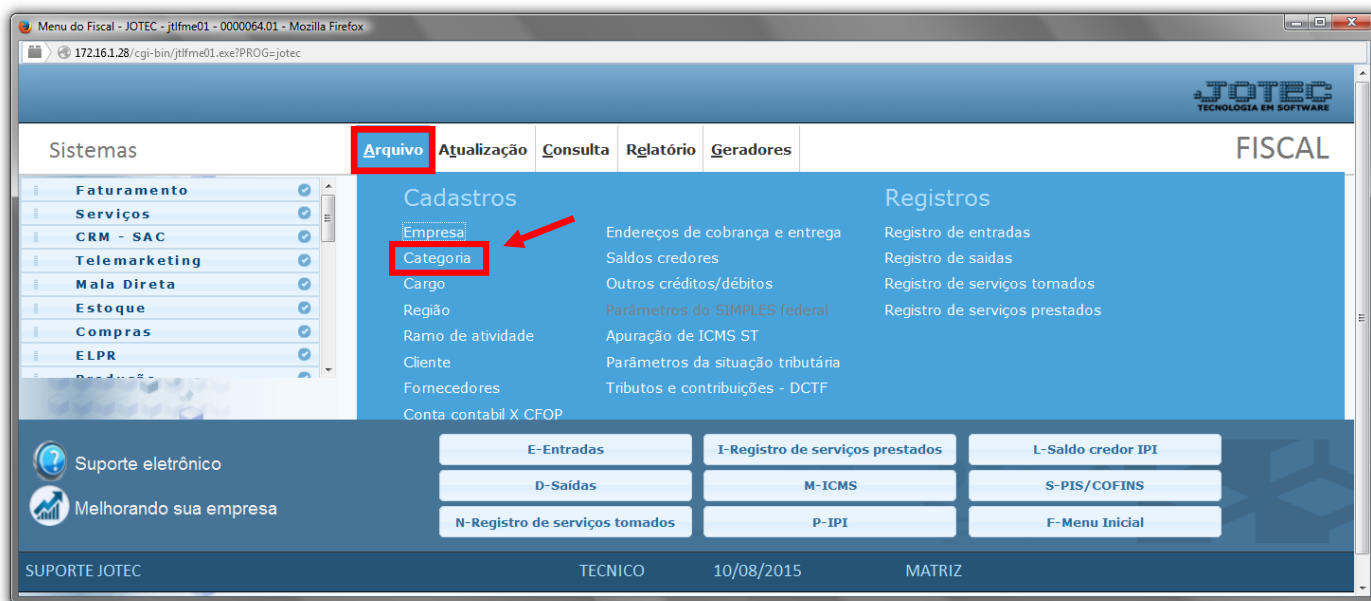 Menu do Fiscal - JOTEC - jtlfme01 - 0000064.01 - Mozilla Firefox
172.16.1.28/cgi-bin/jtlfme01.exe?PROG=jotec
JOTEC
TECNOLOGIA EM SOFTWARE
Sistemas
Arquivo Atualização Consulta Relatório Geradores
FISCAL
Faturamento
Serviços
CRM - SAC
Telemarketing
Mala Direta
Estoque
Compras
ELPR
Produção
Cadastros
Empresa
Categoria
Cargo
Região
Ramo de atividade
Cliente
Fornecedores
Conta contabil X CFOP
Endereços de cobrança e entrega
Saldos credores
Outros créditos/débitos
Parâmetros do SIMPLES federal
Apuração de ICMS ST
Parâmetros da situação tributária
Tributos e contribuições - DCTF
Registros
Registro de entradas
Registro de saidas
Registro de serviços tomados
Registro de serviços prestados
Suporte eletrônico
Melhorando sua empresa
E-Entradas
I-Registro de serviços prestados
L-Saldo credor IPI
D-Saídas
M-ICMS
S-PIS/COFINS
N-Registro de serviços tomados
P-IPI
F-Menu Inicial
SUPORTE JOTEC
TECNICO
10/08/2015
MATRIZ